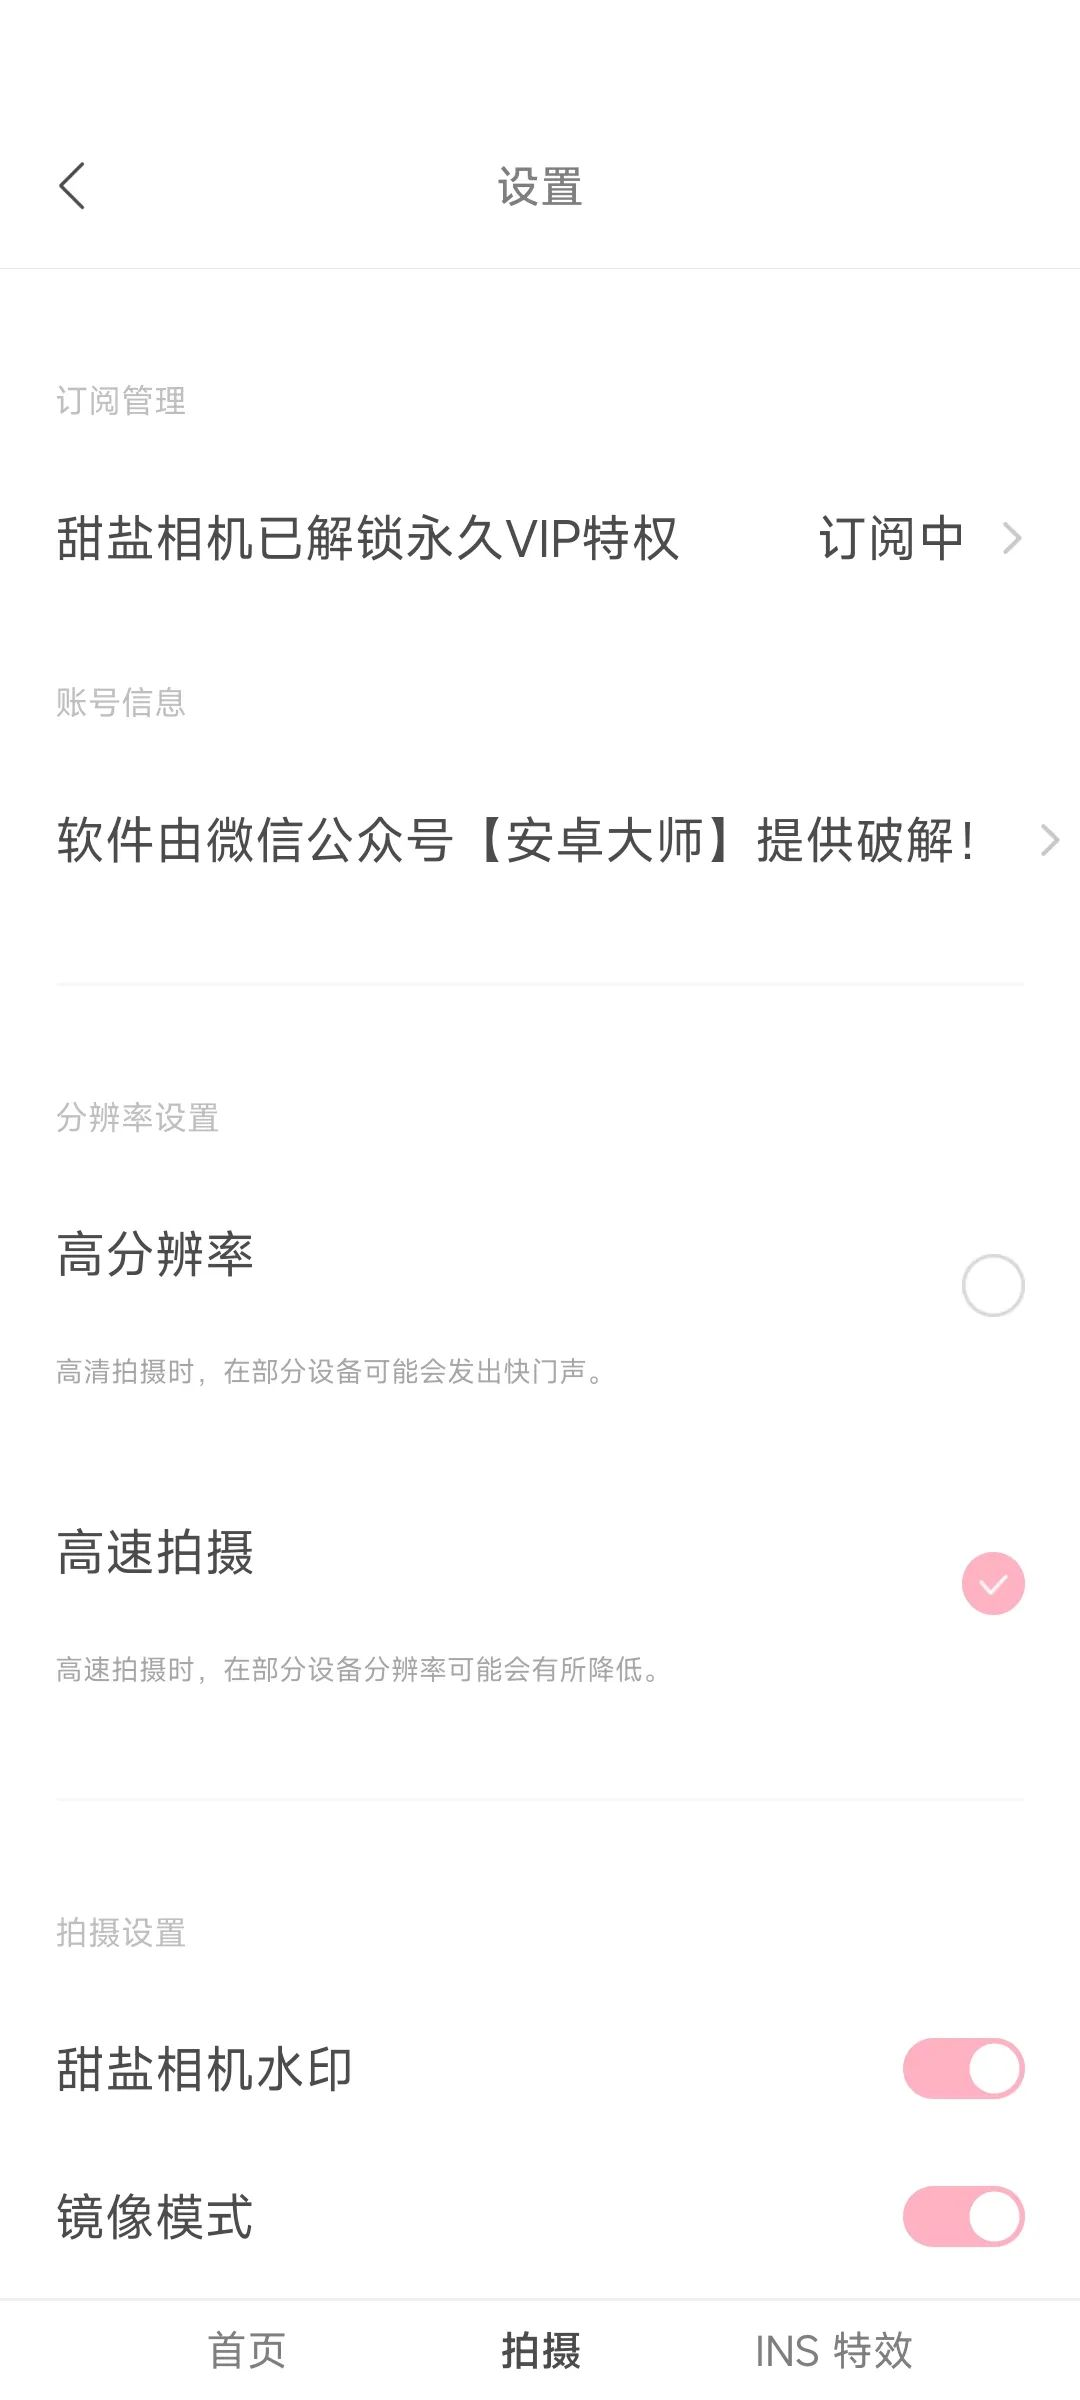 设置
订阅管理
甜盐相机已解锁永久VIP特权 订阅中
账号信息
软件由微信公众号【安卓大师】提供破解！
分辨率设置
高分辨率
高清拍摄时，在部分设备可能会发出快门声。
高速拍摄
高速拍摄时，在部分设备分辨率可能会有所降低。
拍摄设置
甜盐相机水印
镜像模式
首页 拍摄 INS 特效